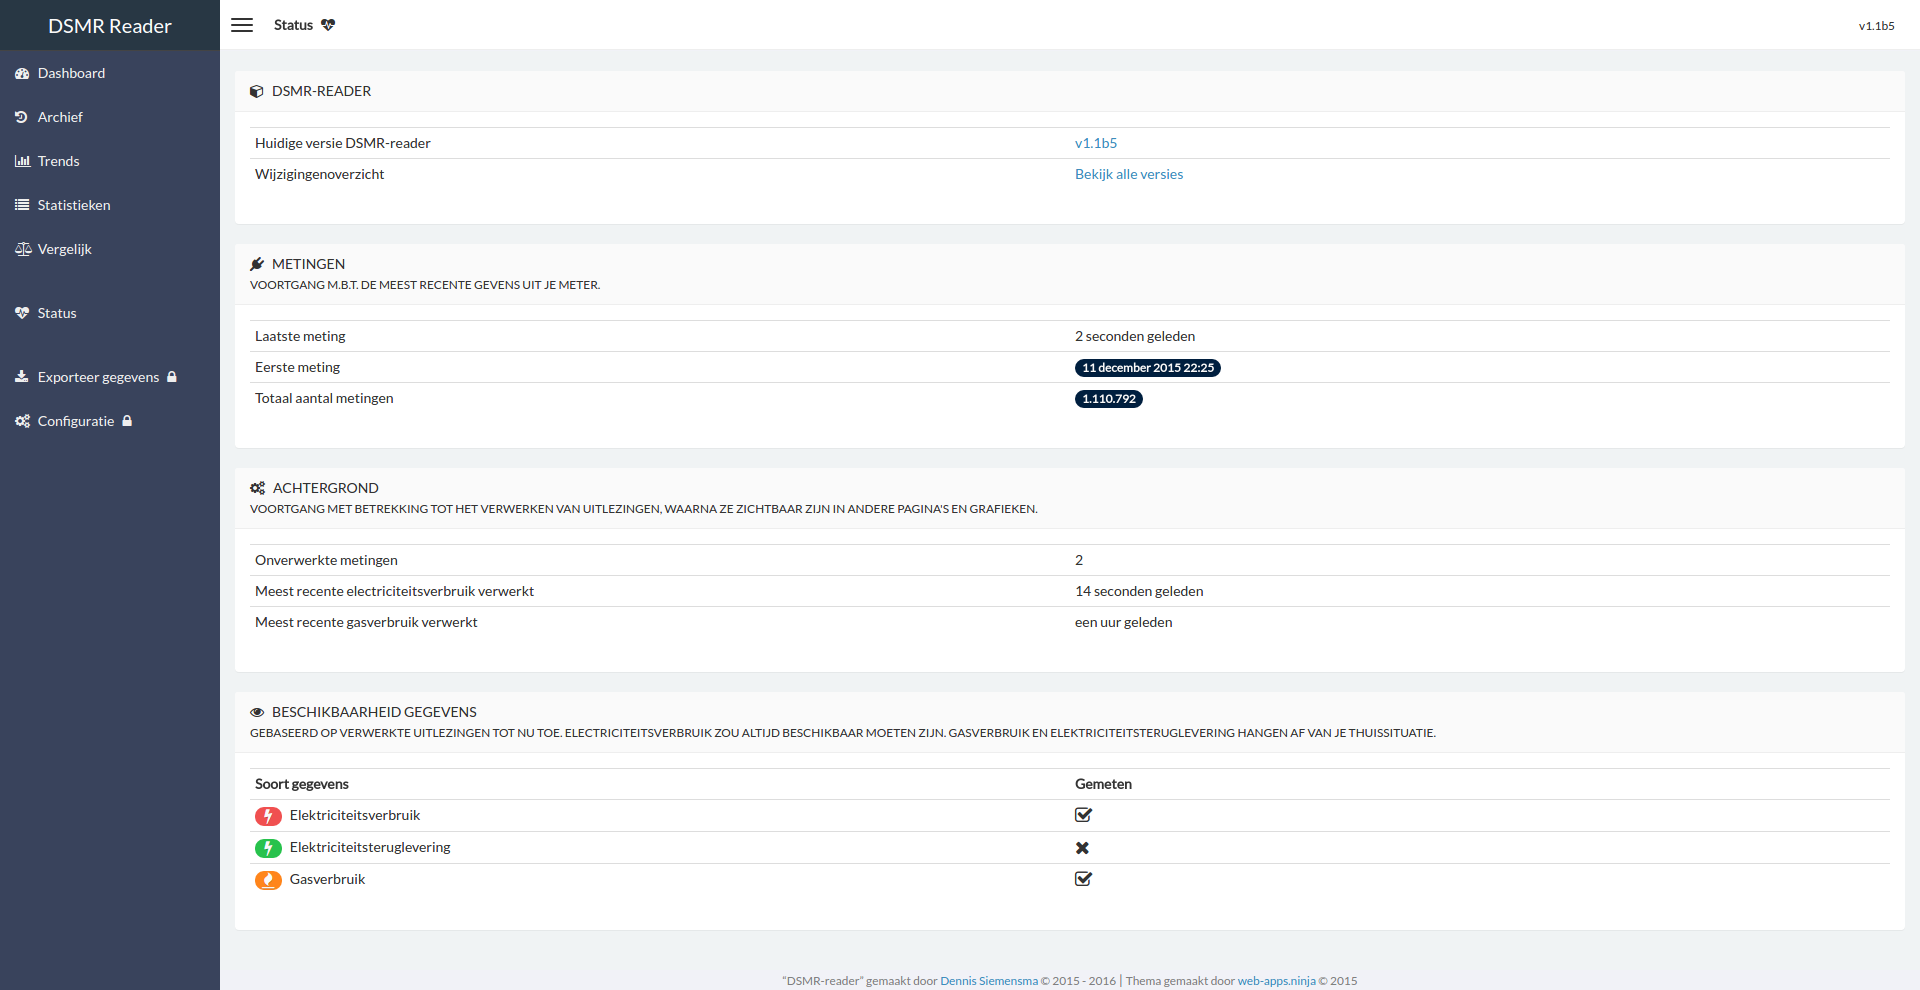 DSMR Reader
Status
v1.1b5
Dashboard
Archief
Trends
Statistieken
Vergelijk
Status
Exporteer gegevens
Configuratie
DSMR-READER
Huidige versie DSMR-reader v1.1b5
Wijzigingenoverzicht Bekijk alle versies
METINGEN
VOORTGANG M.B.T. DE MEEST RECENTE GEVENS UIT JE METER.
Laatste meting 2 seconden geleden
Eerste meting 11 december 2015 22:25
Totaal aantal metingen 1.110.792
ACHTERGROND
VOORTGANG MET BETREKKING TOT HET VERWERKEN VAN UITLEZINGEN, WAARNA ZE ZICHTBAAR ZIJN IN ANDERE PAGINA'S EN GRAFIEKEN.
Onverwerkte metingen 2
Meest recente electriciteitsverbruik verwerkt 14 seconden geleden
Meest recente gasverbruik verwerkt een uur geleden
BESCHIKBAARHEID GEGEVENS
GEBASEERD OP VERWERKTE UITLEZINGEN TOT NU TOE. ELECTRICITEITSVERBRUIK ZOU ALTIJD BESCHIKBAAR MOETEN ZIJN. GASVERBRUIK EN ELEKTRICITEITSTERUGLEVERING HANGEN AF VAN JE THUISSITUATIE.
Soort gegevens Gemeten
Elektriciteitsverbruik
Elektriciteitsteruglevering
Gasverbruik
“DSMR-reader” gemaakt door Dennis Siemensma © 2015 - 2016 | Thema gemaakt door web-apps.ninja © 2015